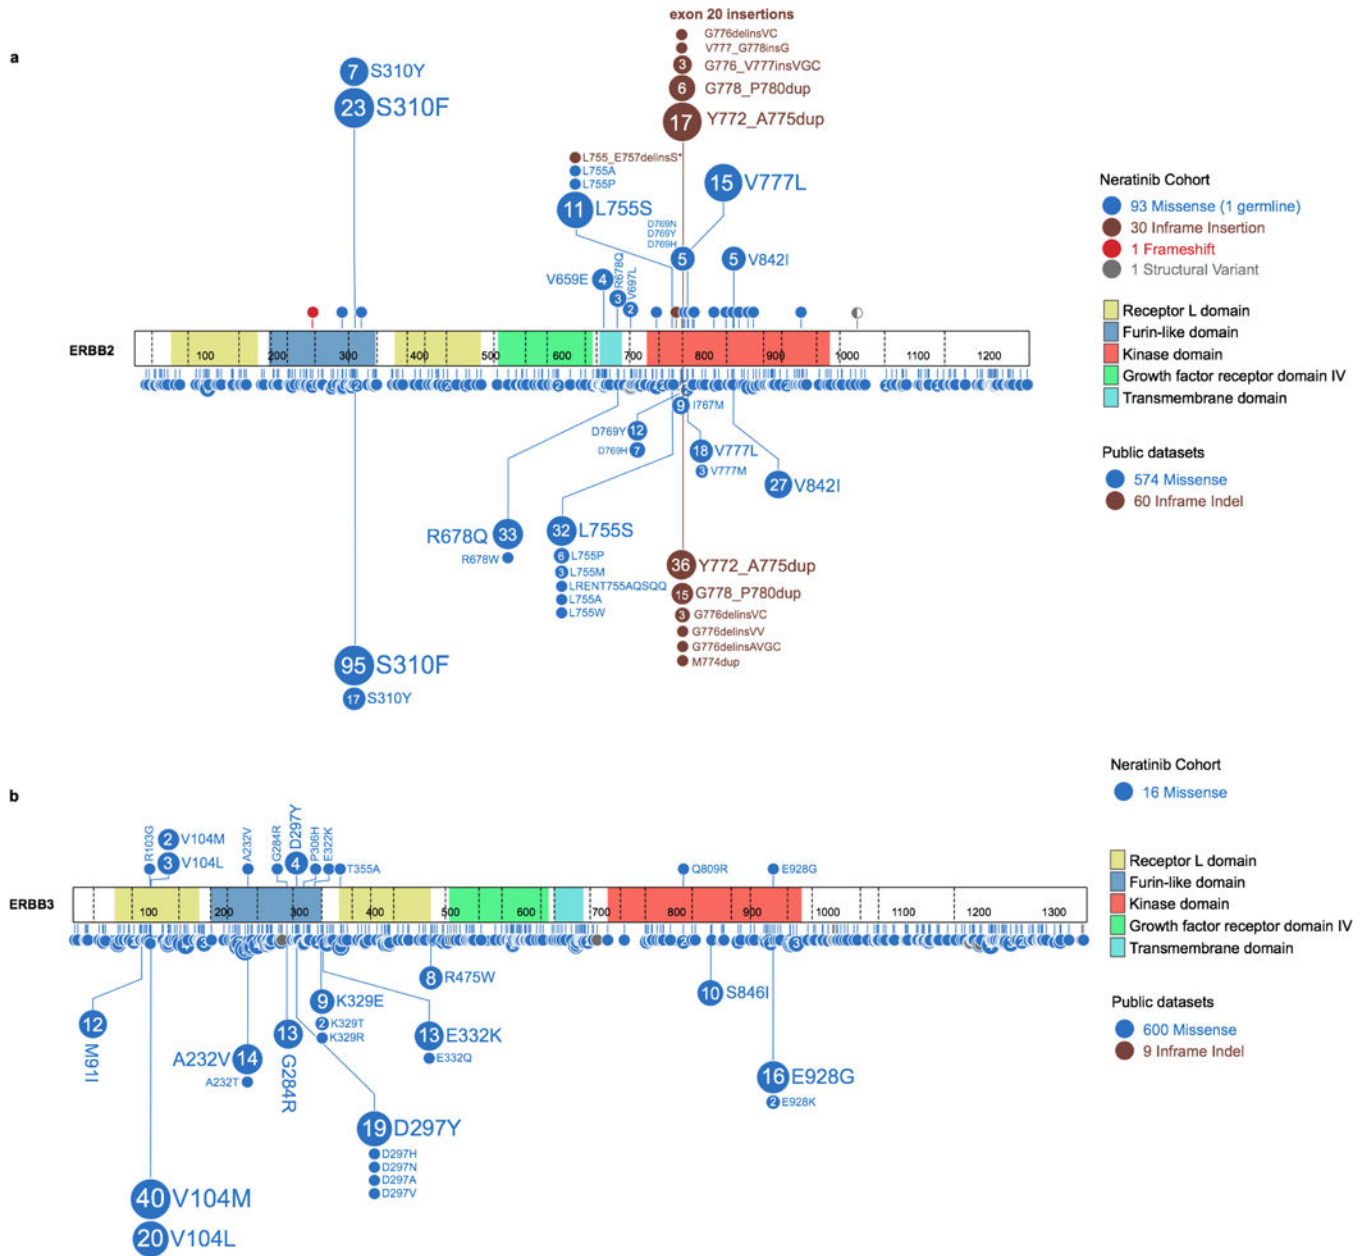 exon 20 insertions
a
G776delinsVC
V777_G778insG
3 G776_V777insVGC
6 G778_P780dup
17 Y772_A775dup
7 S310Y
23 S310F
L755_E757delinsS*
L755A
L755P
11 L755S
15 V777L
D769N
D769Y
D769H
5
5 V842I
V659E 4
R678Q
3
V697L
2
Neratinib Cohort
93 Missense (1 germline)
30 Inframe Insertion
1 Frameshift
1 Structural Variant
Receptor L domain
Furin-like domain
Kinase domain
Growth factor receptor domain IV
Transmembrane domain
ERBB2
100 200 300 400 500 600 700 800 900 1000 1100 1200
2 2 2 2 2
9 I767M
D769Y 12
D769H 7
18 V777L
3 V777M
27 V842I
R678Q 33
R678W
32 L755S
6 L755P
3 L755M
LRENT755AQSQQ
L755A
L755W
36 Y772_A775dup
15 G778_P780dup
3 G776delinsVC
G776delinsVV
G776delinsAVGC
M774dup
95 S310F
17 S310Y
Public datasets
574 Missense
60 Inframe Indel
b
Neratinib Cohort
16 Missense
R103G
2 V104M
3 V104L
A232V
G284R
D297Y
4
P306H
E322K
T355A
Q809R
E928G
Receptor L domain
Furin-like domain
Kinase domain
Growth factor receptor domain IV
Transmembrane domain
ERBB3
100 200 300 400 500 600 700 800 900 1000 1100 1200 1300
3 2 3
12
M91I
A232V 14
A232T
13
G284R
9 K329E
2 K329T
K329R
8 R475W
13 E332K
E332Q
10 S846I
16 E928G
2 E928K
19 D297Y
D297H
D297N
D297A
D297V
40 V104M
20 V104L
Public datasets
600 Missense
9 Inframe Indel